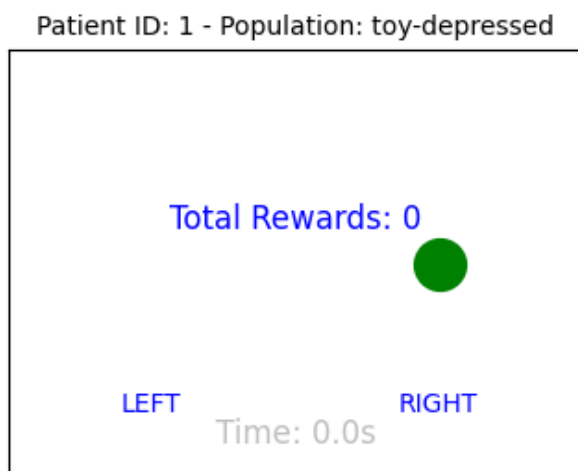 Patient ID: 1 - Population: toy-depressed
Total Rewards: 0
LEFT
RIGHT
Time: 0.0s